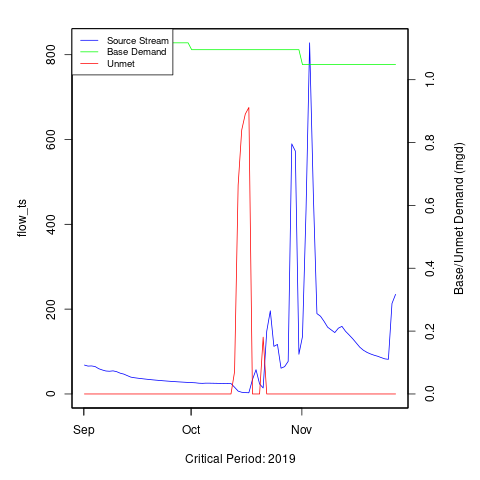 Source Stream
Base Demand
Unmet
800
600
400
200
0
flow_ts
1.0
0.8
0.6
0.4
0.2
0.0
Base/Unmet Demand (mgd)
Sep
Oct
Nov
Critical Period: 2019